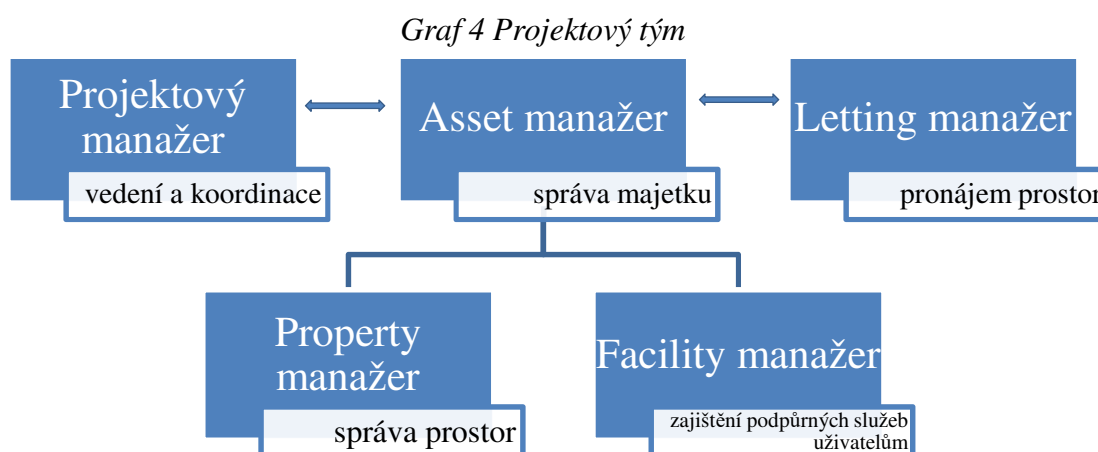 Graf 4 Projektový tým
Projektový
manažer
vedení a koordinace
Asset manažer
správa majetku
Letting manažer
pronájem prostor
Property
manažer
správa prostor
Facility manažer
zajištění podpůrných služeb
uživatelům